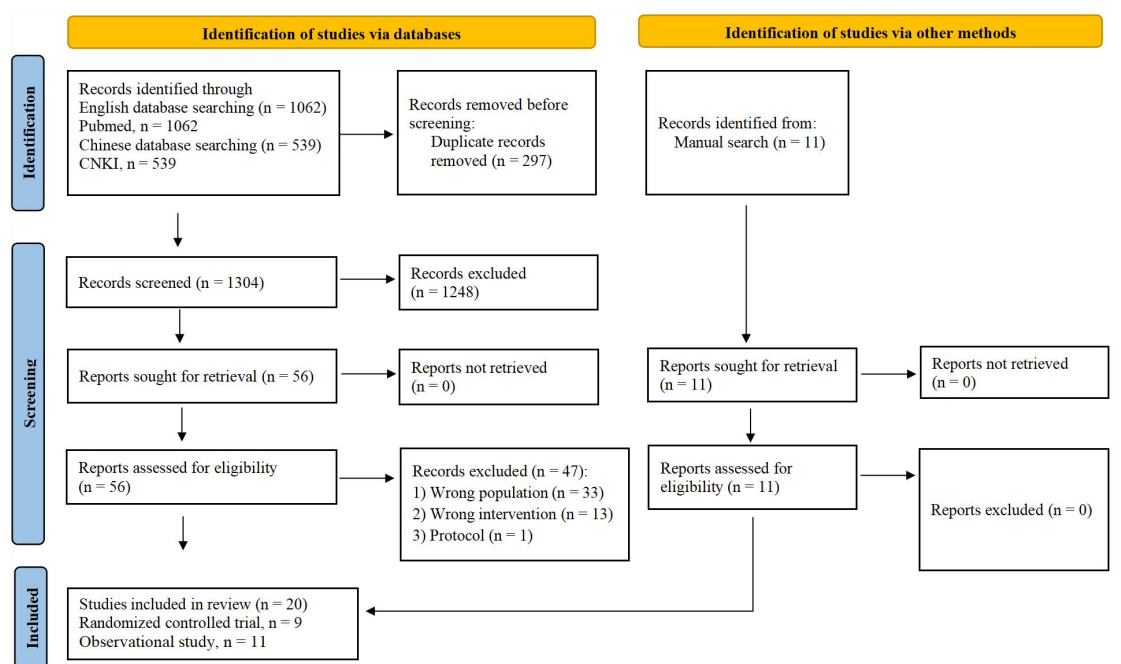 Identification of studies via databases
Identification of studies via other methods
Identification
Records identified through
English database searching (n = 1062)
Pubmed, n = 1062
Chinese database searching (n = 539)
CNKI, n = 539
Records removed before
screening:
Duplicate records
removed (n = 297)
Records identified from:
Manual search (n = 11)
Screening
Records screened (n = 1304)
Records excluded
(n = 1248)
Reports sought for retrieval (n = 56)
Reports not retrieved
(n = 0)
Reports sought for retrieval
(n = 11)
Reports not retrieved
(n = 0)
Reports assessed for eligibility
(n = 56)
Records excluded (n = 47):
1) Wrong population (n = 33)
2) Wrong intervention (n = 13)
3) Protocol (n = 1)
Reports assessed for
eligibility (n = 11)
Reports excluded (n = 0)
Included
Studies included in review (n = 20)
Randomized controlled trial, n = 9
Observational study, n = 11